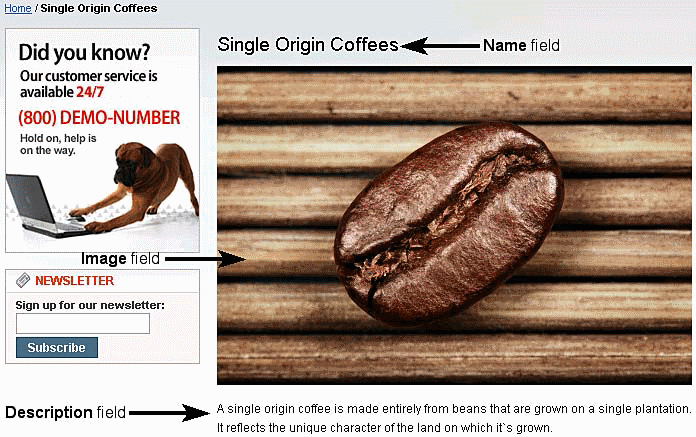 Home / Single Origin Coffees
Did you know?
Our customer service is
available 24/7
(800) DEMO-NUMBER
Hold on, help is
on the way.
Single Origin Coffees
Name field
Image field
NEWSLETTER
Sign up for our newsletter:
Subscribe
Description field
A single origin coffee is made entirely from beans that are grown on a single plantation.
It reflects the unique character of the land on which it`s grown.